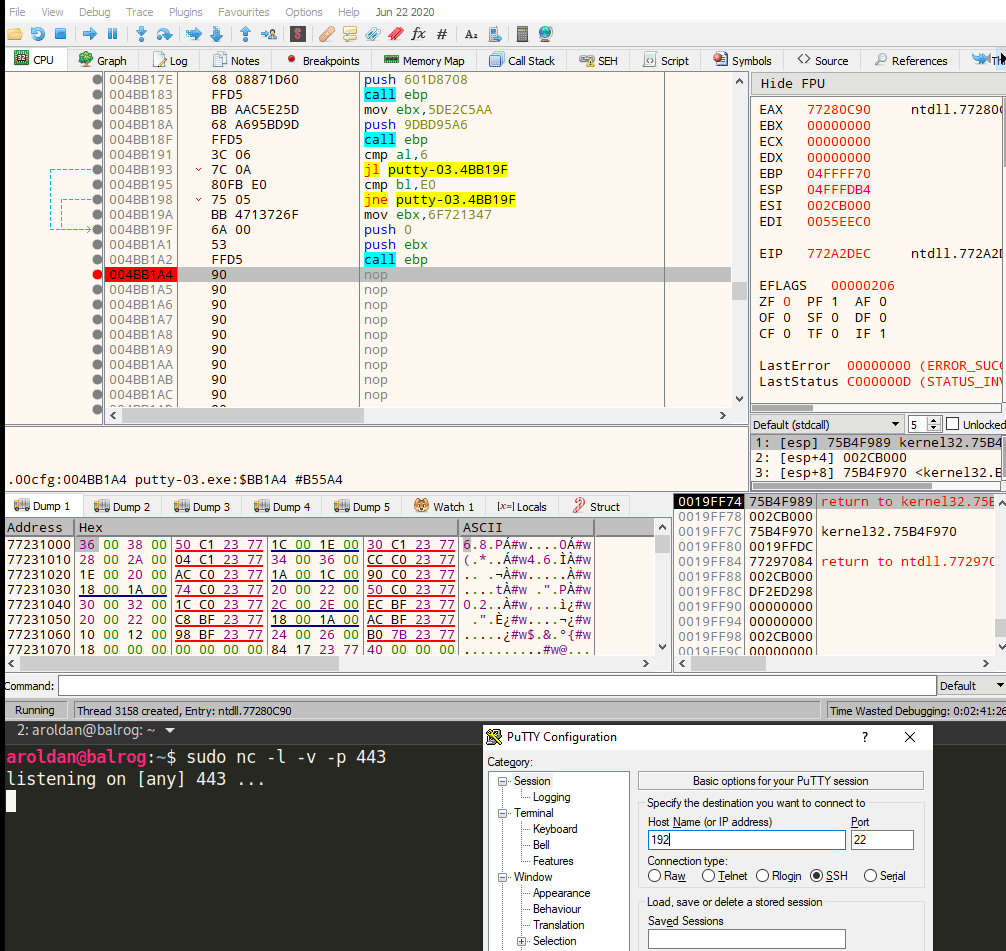 File View Debug Trace Plugins Favourites Options Help Jun 22 2020
CPU Graph Log Notes Breakpoints Memory Map Call Stack SEH Script Symbols Source References
004BB17E 68 08871D60 push 601D8708
004BB183 FFD5 call ebp
004BB185 BB AAC5E25D mov ebx,5DE2C5AA
004BB18A 68 A695BD9D push 9DBD95A6
004BB18F FFD5 call ebp
004BB191 3C 06 cmp al,6
004BB193 7C 0A jl putty-03.4BB19F
004BB195 80FB E0 cmp bl,E0
004BB198 75 05 jne putty-03.4BB19F
004BB19A BB 4713726F mov ebx,6F721347
004BB19F 6A 00 push 0
004BB1A1 53 push ebx
004BB1A2 FFD5 call ebp
004BB1A4 90 nop
004BB1A5 90 nop
004BB1A6 90 nop
004BB1A7 90 nop
004BB1A8 90 nop
004BB1A9 90 nop
004BB1AA 90 nop
004BB1AB 90 nop
004BB1AC 90 nop
.00cfg:004BB1A4 putty-03.exe:$BB1A4 #B55A4
Hide FPU
EAX 77280C90 ntdll.77280C
EBX 00000000
ECX 00000000
EDX 00000000
EBP 04FFFF70
ESP 04FFFDB4
ESI 002CB000
EDI 0055EEC0
EIP 772A2DEC ntdll.772A2
EFLAGS 00000206
ZF 0 PF 1 AF 0
OF 0 SF 0 DF 0
CF 0 TF 0 IF 1
LastError 00000000 (ERROR_SUCC
LastStatus C000000D (STATUS_INV
Default (stdcall) 5 Unlocked
1: [esp] 75B4F989 kernel32.75B4
2: [esp+4] 002CB000
3: [esp+8] 75B4F970 <kernel32.B
Dump 1 Dump 2 Dump 3 Dump 4 Dump 5 Watch 1 [x=] Locals Struct
Address Hex ASCII
77231000 36 00 38 00 50 C1 23 77 1C 00 1E 00 30 C1 23 77 6.8.PÁ#w....0Á#w
77231010 28 00 2A 00 04 C1 23 77 34 00 36 00 CC C0 23 77 (.*..Á#w4.6.ÌÀ#w
77231020 1E 00 20 00 AC C0 23 77 1A 00 1C 00 90 C0 23 77 .. .¬À#w.....À#w
77231030 18 00 1A 00 74 C0 23 77 20 00 22 00 50 C0 23 77 ....tÀ#w .".PÀ#w
77231040 30 00 32 00 1C C0 23 77 2C 00 2E 00 EC BF 23 77 0.2..À#w,...ì¿#w
77231050 20 00 22 00 C8 BF 23 77 18 00 1A 00 AC BF 23 77  .".È¿#w....¬¿#w
77231060 10 00 12 00 98 BF 23 77 24 00 26 00 B0 7B 23 77 .....¿#w$.&.°{#w
77231070 18 00 00 00 00 00 00 00 84 17 23 77 40 00 00 00 ..........#w@...
0019FF74 75B4F989 return to kernel32.75B
0019FF78 002CB000
0019FF7C 75B4F970 kernel32.75B4F970
0019FF80 0019FFDC
0019FF84 77297084 return to ntdll.77297
0019FF88 002CB000
0019FF8C DF2ED298
0019FF90 00000000
0019FF94 00000000
0019FF98 002CB000
0019FF9C 00000000
Command: Default
Running Thread 3158 created, Entry: ntdll.77280C90 Time Wasted Debugging: 0:02:41:26
2: aroldan@balrog: ~
aroldan@balrog:~$ sudo nc -l -v -p 443
listening on [any] 443 ...
PuTTY Configuration ? X
Category:
Session
Logging
Terminal
Keyboard
Bell
Features
Window
Appearance
Behaviour
Translation
Selection
Basic options for your PuTTY session
Specify the destination you want to connect to
Host Name (or IP address) Port
192 22
Connection type:
Raw Telnet Rlogin SSH Serial
Load, save or delete a stored session
Saved Sessions